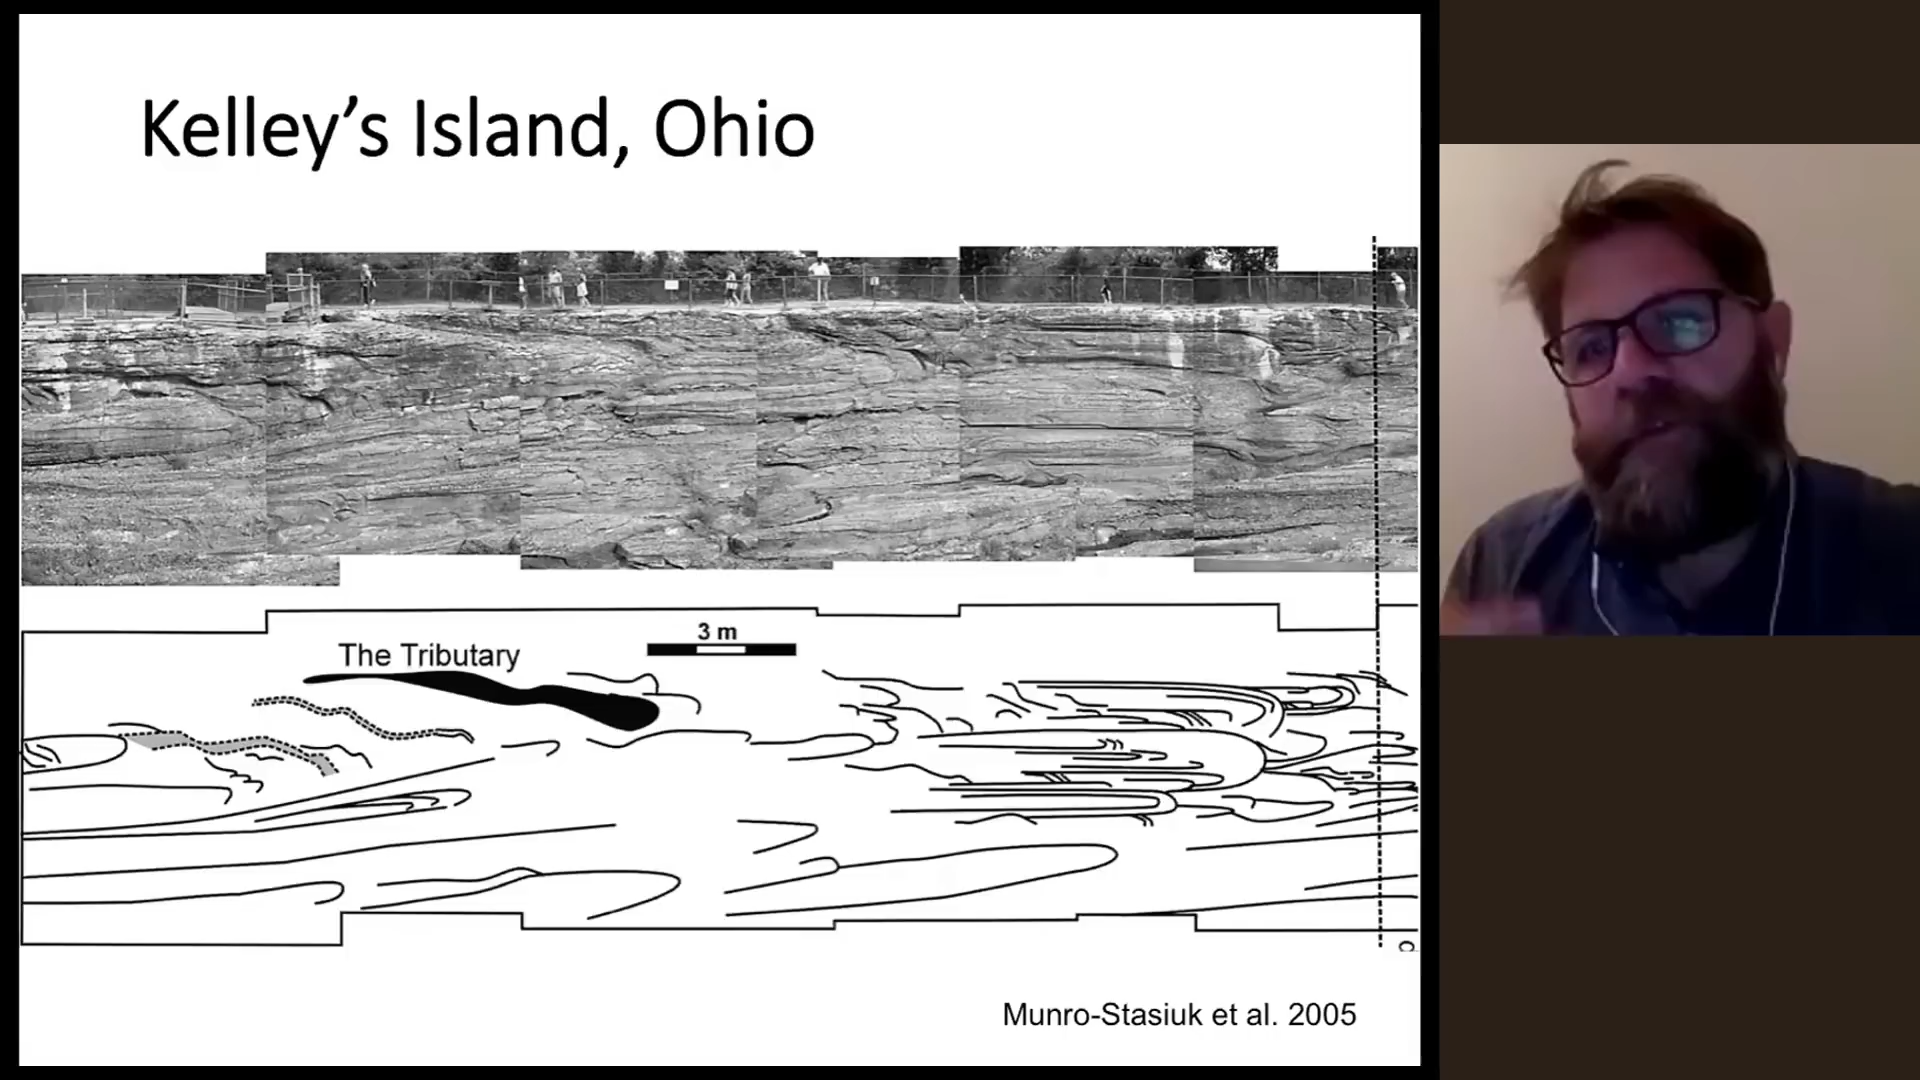 Kelley’s Island, Ohio
3 m
The Tributary
Munro-Stasiuk et al. 2005